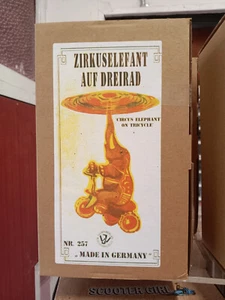 ZIRKUSELEFANT
AUF DREIRAD
CIRCUS ELEPHANT
ON TRICYCLE
NR. 257
„MADE IN GERMANY"
SCOOTER GIRL